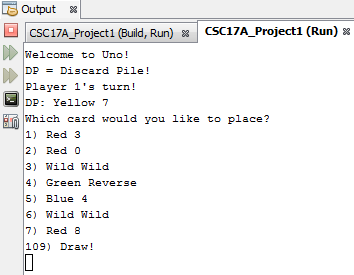 Output
CSC17A_Project1 (Build, Run)
CSC17A_Project1 (Run)
Welcome to Uno!
DP = Discard Pile!
Player 1's turn!
DP: Yellow 7
Which card would you like to place?
1) Red 3
2) Red 0
3) Wild Wild
4) Green Reverse
5) Blue 4
6) Wild Wild
7) Red 8
109) Draw!